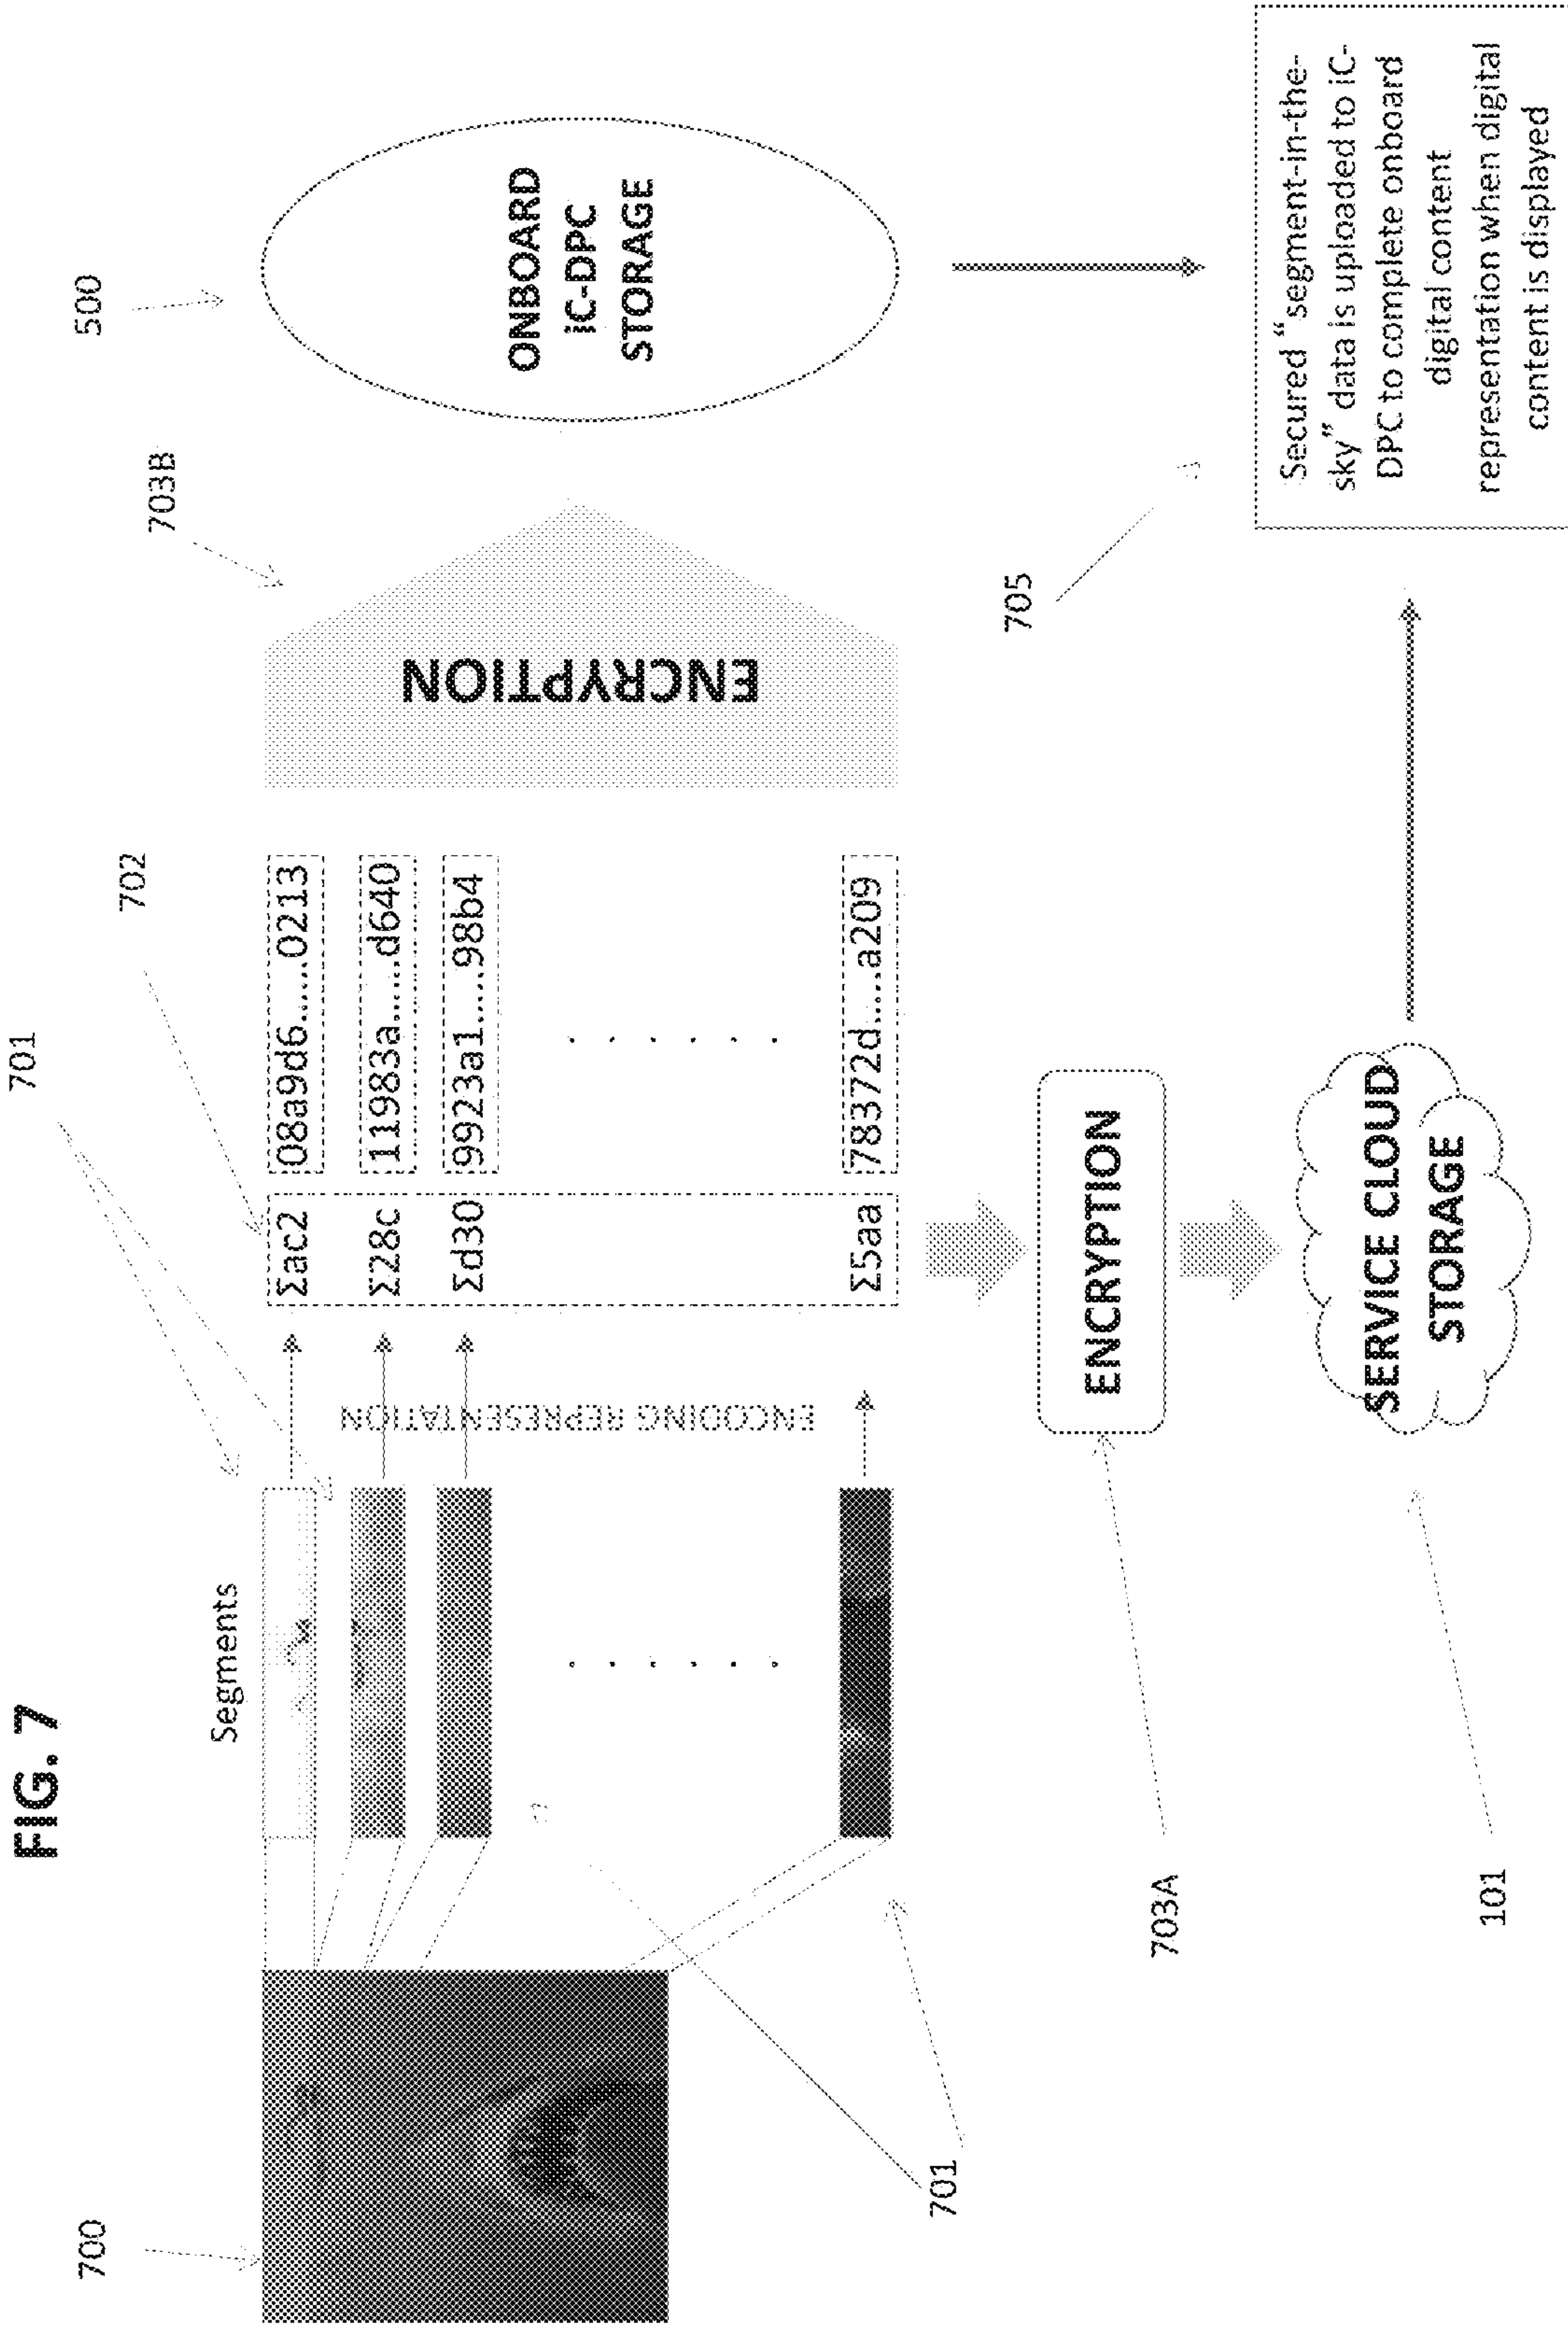 FIG. 7
700
Segments
701
702
703B
500
Σac2 08a9d6.....0213
Σ28c 11983a.....d640
Σd30 9923a1.....98b4
. . . . . .
Σ5aa 78372d.....a209
ENCODING REPRESENTATION
ENCRYPTION
ONBOARD
iC-DPC
STORAGE
701
703A
ENCRYPTION
705
101
SERVICE CLOUD
STORAGE
Secured “segment-in-the-
sky” data is uploaded to iC-
DPC to complete onboard
digital content
representation when digital
content is displayed